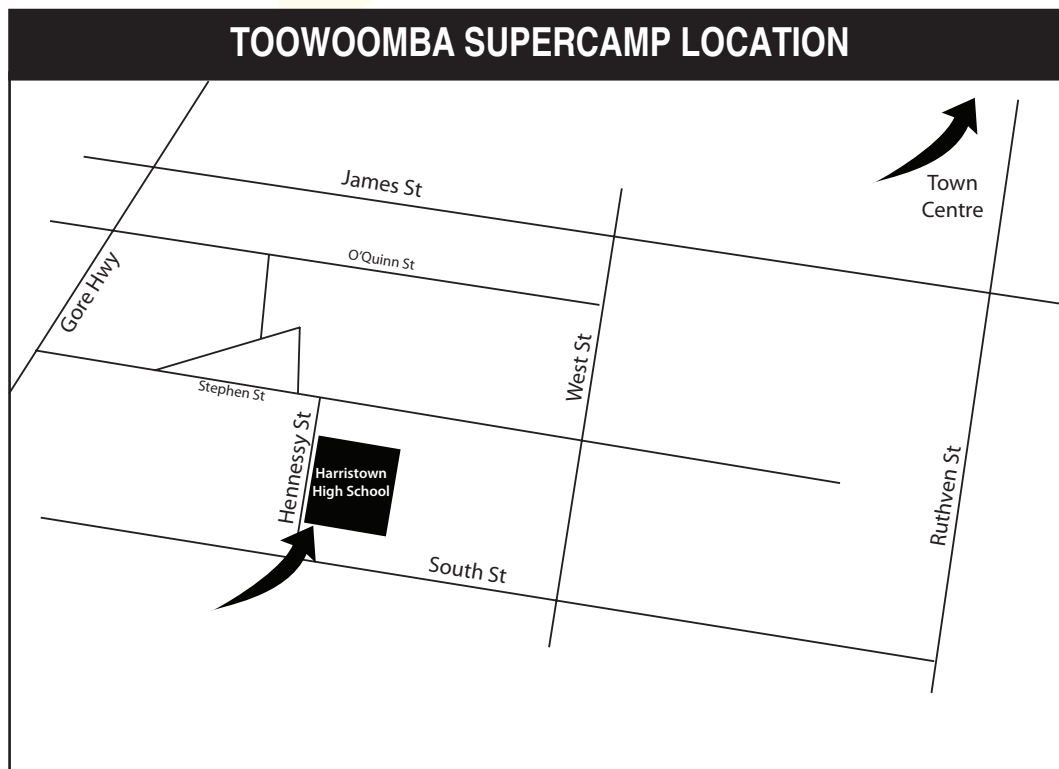 TOOWOOMBA SUPERCAMP LOCATION
James St
Town
Centre
O'Quinn St
Gore Hwy
West St
Stephen St
Hennessy St
Harristown
High School
Ruthven St
South St